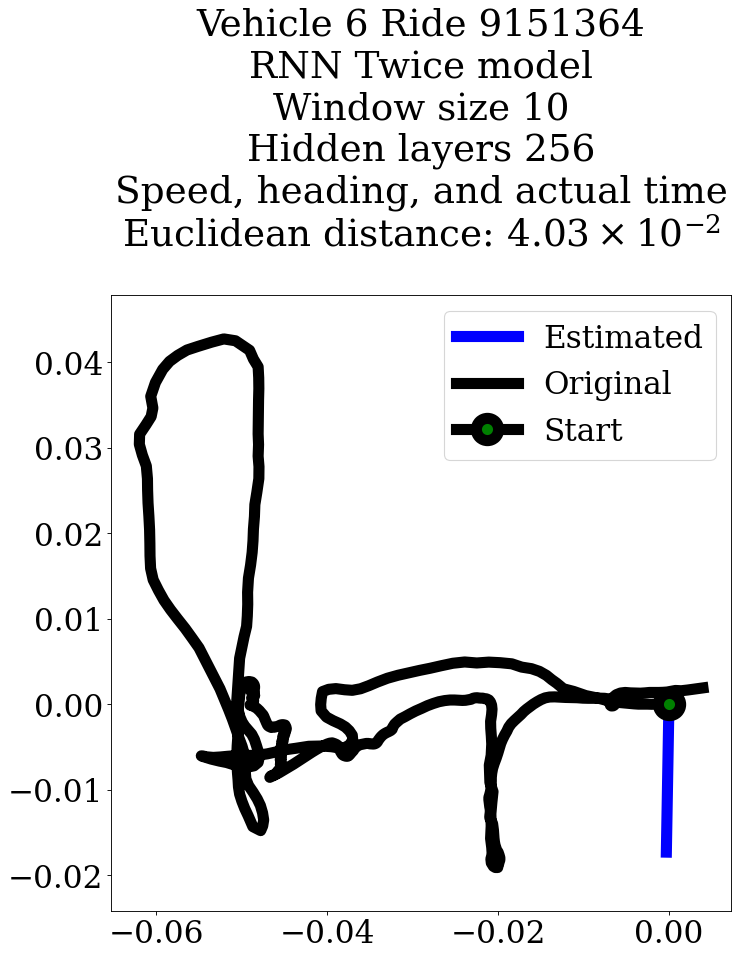 Vehicle 6 Ride 9151364
RNN Twice model
Window size 10
Hidden layers 256
Speed, heading, and actual time
Euclidean distance: 4.03 × 10⁻²
Estimated
Original
Start
0.04
0.03
0.02
0.01
0.00
−0.01
−0.02
−0.06
−0.04
−0.02
0.00